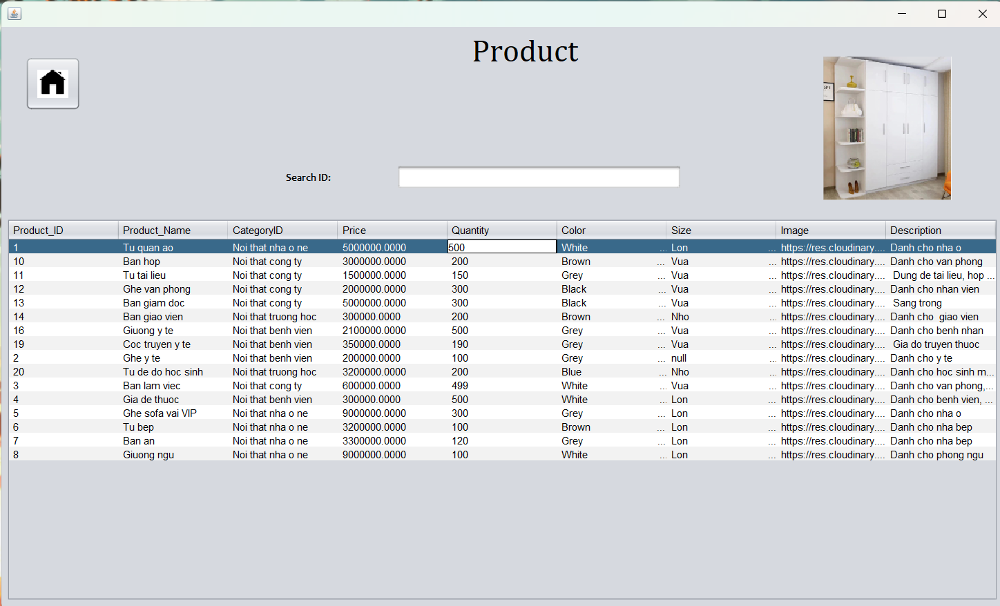 Product
Search ID:
Product_ID Product_Name CategoryID Price Quantity Color Size Image Description
1 Tu quan ao Noi that nha o ne 5000000.0000 500 White ... Lon ... https://res.cloudinary.... Danh cho nha o
10 Ban hop Noi that cong ty 3000000.0000 200 Brown ... Vua ... https://res.cloudinary.... Danh cho van phong
11 Tu tai lieu Noi that cong ty 1500000.0000 150 Grey ... Vua ... https://res.cloudinary.... Dung de tai lieu, hop ...
12 Ghe van phong Noi that cong ty 2000000.0000 300 Black ... Vua ... https://res.cloudinary.... Danh cho nhan vien
13 Ban giam doc Noi that cong ty 5000000.0000 300 Black ... Vua ... https://res.cloudinary.... Sang trong
14 Ban giao vien Noi that truong hoc 300000.0000 200 Brown ... Nho ... https://res.cloudinary.... Danh cho  giao vien
16 Giuong y te Noi that benh vien 2100000.0000 500 Grey ... Vua ... https://res.cloudinary.... Danh cho benh nhan
19 Coc truyen y te Noi that benh vien 350000.0000 190 Grey ... Vua ... https://res.cloudinary.... Gia do truyen thuoc
2 Ghe y te Noi that benh vien 200000.0000 100 Grey ... null ... https://res.cloudinary.... Danh cho y te
20 Tu de do hoc sinh Noi that truong hoc 3200000.0000 200 Blue ... Nho ... https://res.cloudinary.... Danh cho hoc sinh m...
3 Ban lam viec Noi that cong ty 600000.0000 499 White ... Vua ... https://res.cloudinary.... Danh cho van phong,...
4 Gia de thuoc Noi that benh vien 300000.0000 500 White ... Lon ... https://res.cloudinary.... Danh cho benh vien, ...
5 Ghe sofa vai VIP Noi that nha o ne 9000000.0000 300 Grey ... Lon ... https://res.cloudinary.... Danh cho nha o
6 Tu bep Noi that nha o ne 3200000.0000 100 Brown ... Lon ... https://res.cloudinary.... Danh cho nha bep
7 Ban an Noi that nha o ne 3300000.0000 120 Grey ... Lon ... https://res.cloudinary.... Danh cho nha bep
8 Giuong ngu Noi that nha o ne 9000000.0000 100 White ... Lon ... https://res.cloudinary.... Danh cho phong ngu